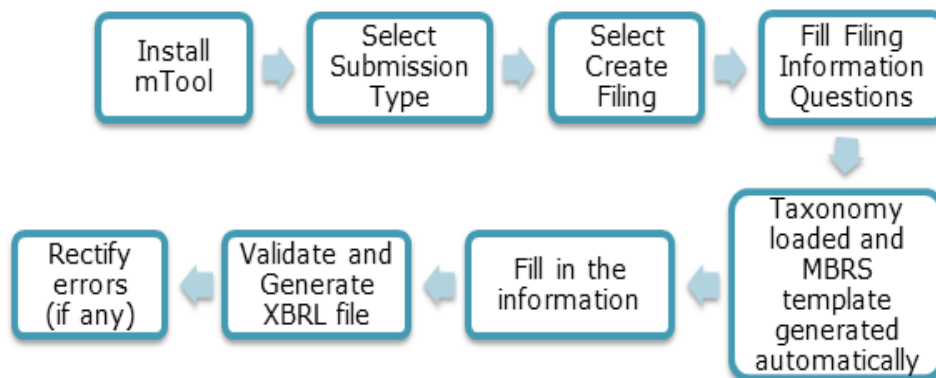 Install
mTool
Select
Submission
Type
Select
Create
Filing
Fill Filing
Information
Questions
Taxonomy
loaded and
MBRS
template
generated
automatically
Fill in the
information
Validate and
Generate
XBRL file
Rectify
errors
(if any)